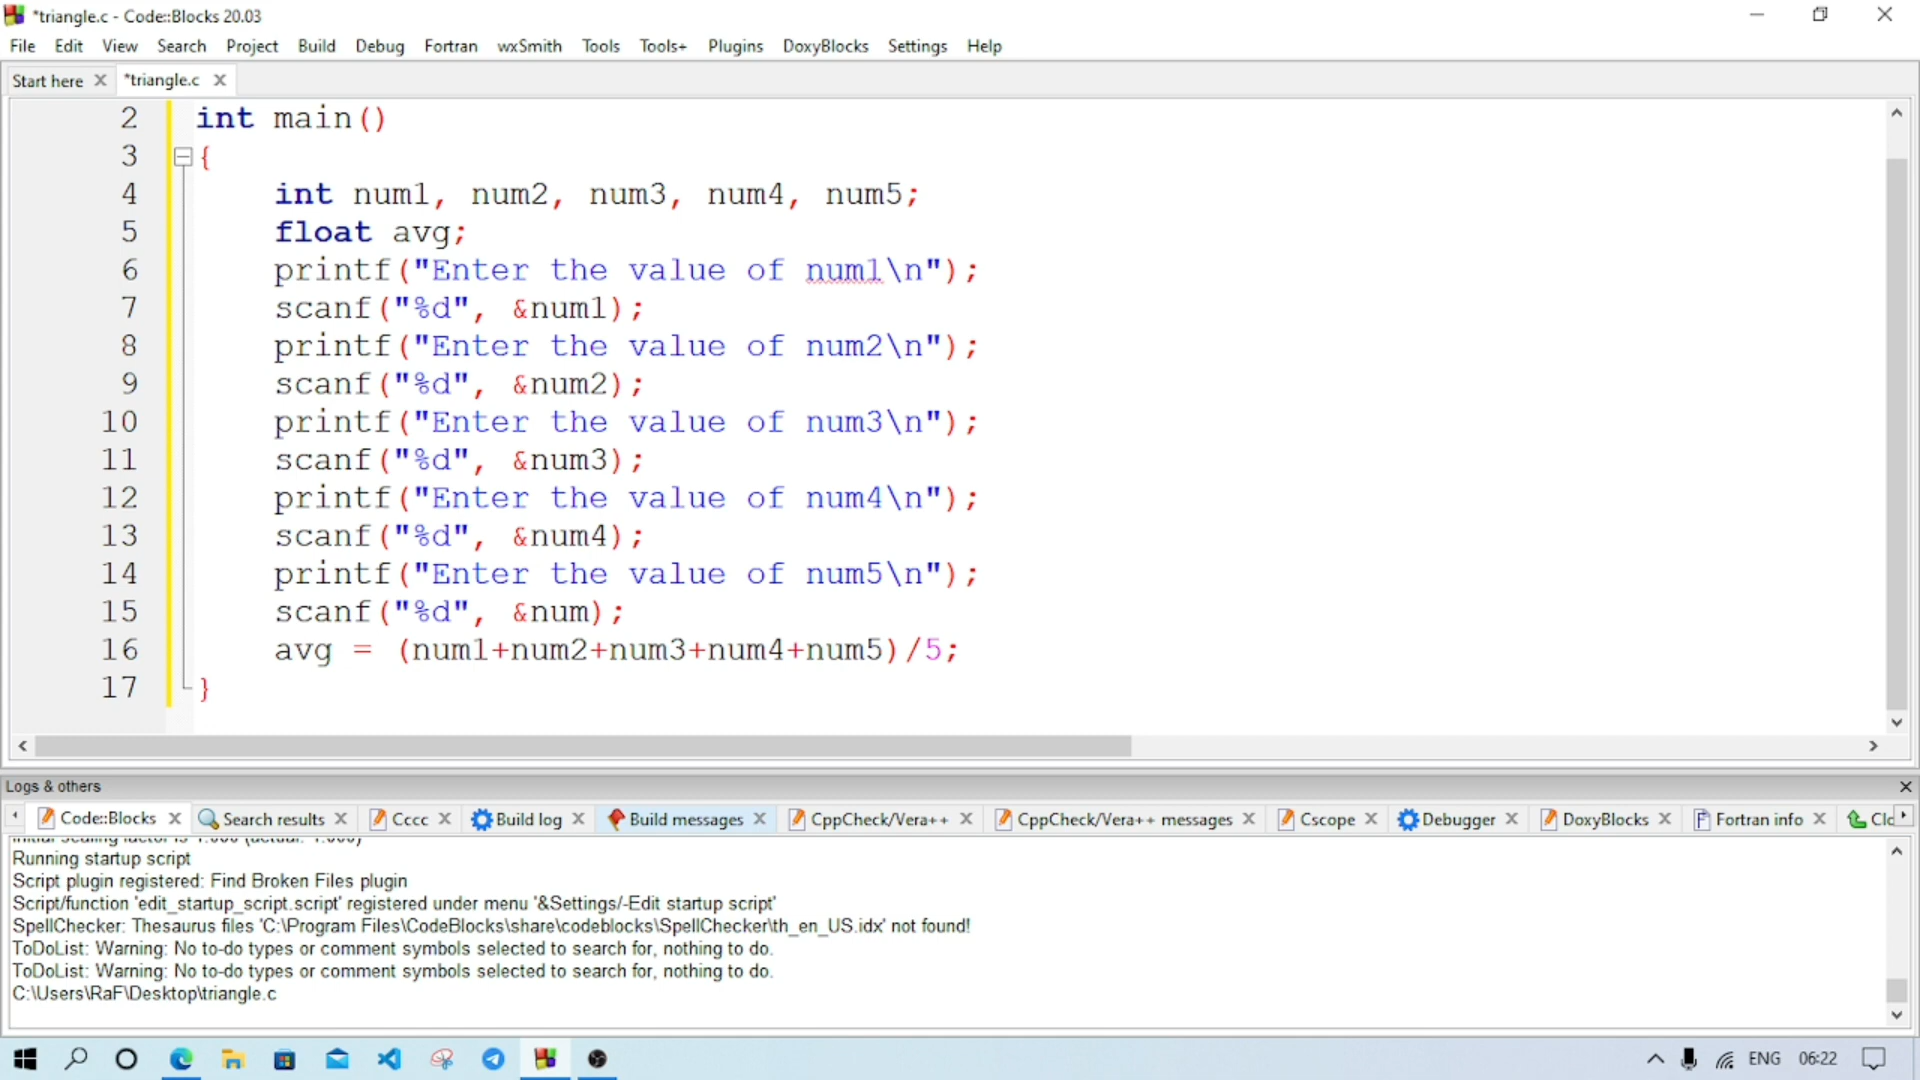 *triangle.c - Code::Blocks 20.03
File Edit View Search Project Build Debug Fortran wxSmith Tools Tools+ Plugins DoxyBlocks Settings Help
Start here *triangle.c
2 int main()
3 {
4 int num1, num2, num3, num4, num5;
5 float avg;
6 printf("Enter the value of num1\n");
7 scanf("%d", &num1);
8 printf("Enter the value of num2\n");
9 scanf("%d", &num2);
10 printf("Enter the value of num3\n");
11 scanf("%d", &num3);
12 printf("Enter the value of num4\n");
13 scanf("%d", &num4);
14 printf("Enter the value of num5\n");
15 scanf("%d", &num);
16 avg = (num1+num2+num3+num4+num5)/5;
17 }
Logs & others
Code::Blocks Search results Cccc Build log Build messages CppCheck/Vera++ CppCheck/Vera++ messages Cscope Debugger DoxyBlocks Fortran info Clo
Running startup script
Script plugin registered: Find Broken Files plugin
Script/function 'edit_startup_script.script' registered under menu '&Settings/-Edit startup script'
SpellChecker: Thesaurus files 'C:\Program Files\CodeBlocks\share\codeblocks\SpellChecker\th_en_US.idx' not found!
ToDoList: Warning: No to-do types or comment symbols selected to search for, nothing to do.
ToDoList: Warning: No to-do types or comment symbols selected to search for, nothing to do.
C:\Users\RaF\Desktop\triangle.c
ENG 06:22